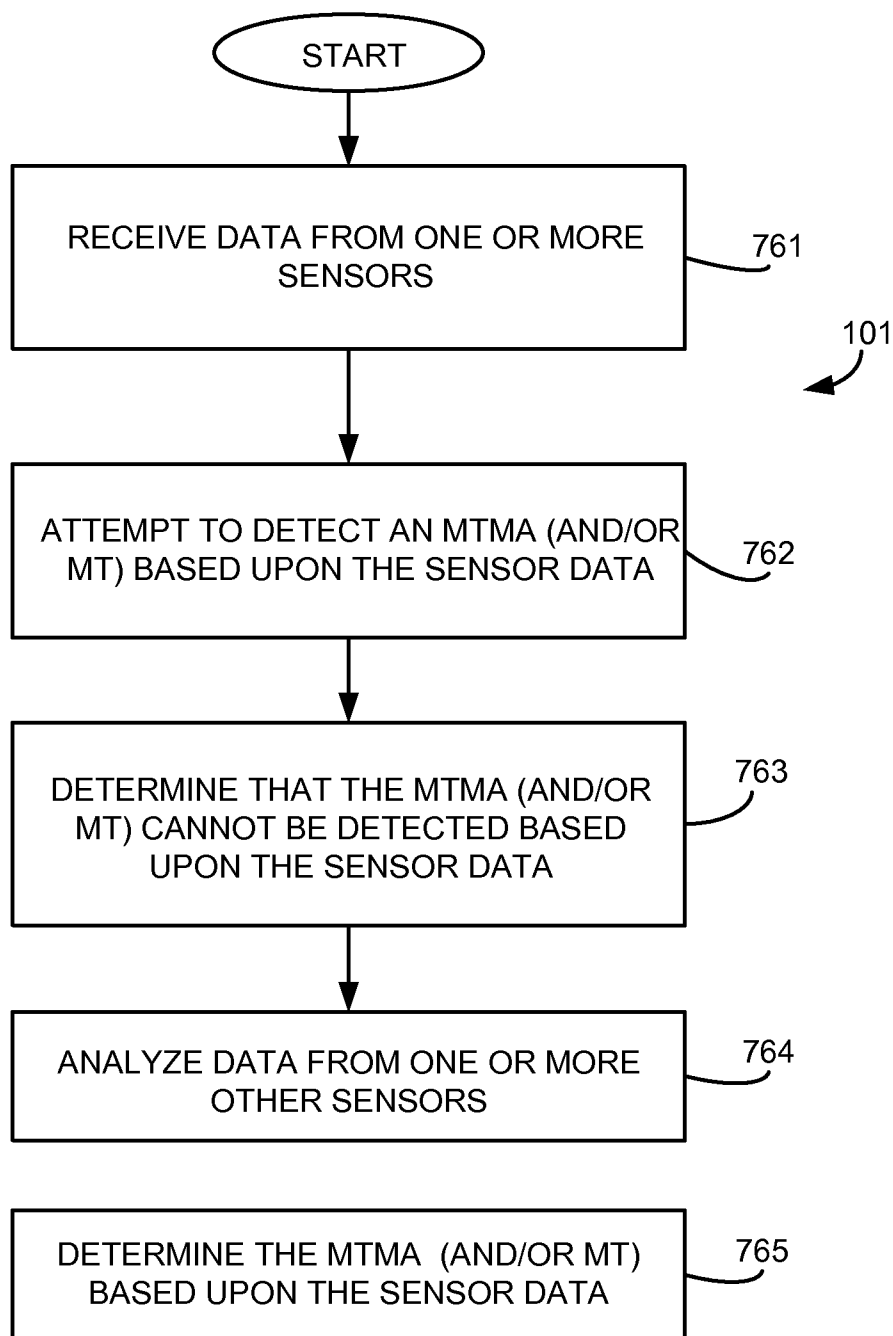 START
RECEIVE DATA FROM ONE OR MORE
SENSORS
761
101
ATTEMPT TO DETECT AN MTMA (AND/OR
MT) BASED UPON THE SENSOR DATA
762
DETERMINE THAT THE MTMA (AND/OR
MT) CANNOT BE DETECTED BASED
UPON THE SENSOR DATA
763
ANALYZE DATA FROM ONE OR MORE
OTHER SENSORS
764
DETERMINE THE MTMA (AND/OR MT)
BASED UPON THE SENSOR DATA
765